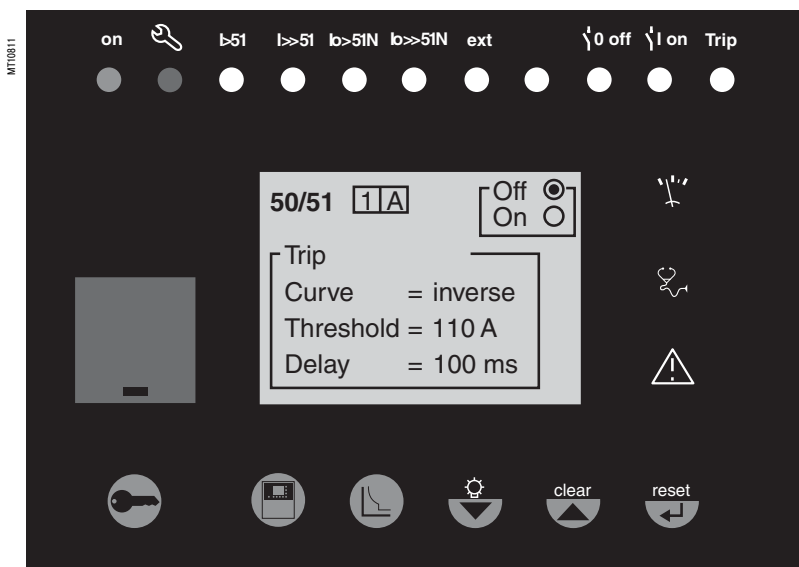 MT10811
on I>51 I>>51 Io>51N Io>>51N ext 0 off I on Trip
50/51 1 A Off
On
Trip
Curve = inverse
Threshold = 110 A
Delay = 100 ms
clear reset